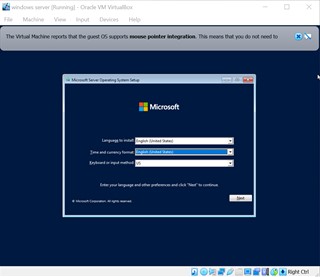 windows server [Running] - Oracle VM VirtualBox
File Machine View Input Devices Help
The Virtual Machine reports that the guest OS supports mouse pointer integration. This means that you do not need to
Microsoft Server Operating System Setup
Microsoft
Language to install: English (United States)
Time and currency format: English (United States)
Keyboard or input method: US
Enter your language and other preferences and click "Next" to continue.
© Microsoft Corporation. All rights reserved.
Next
Right Ctrl